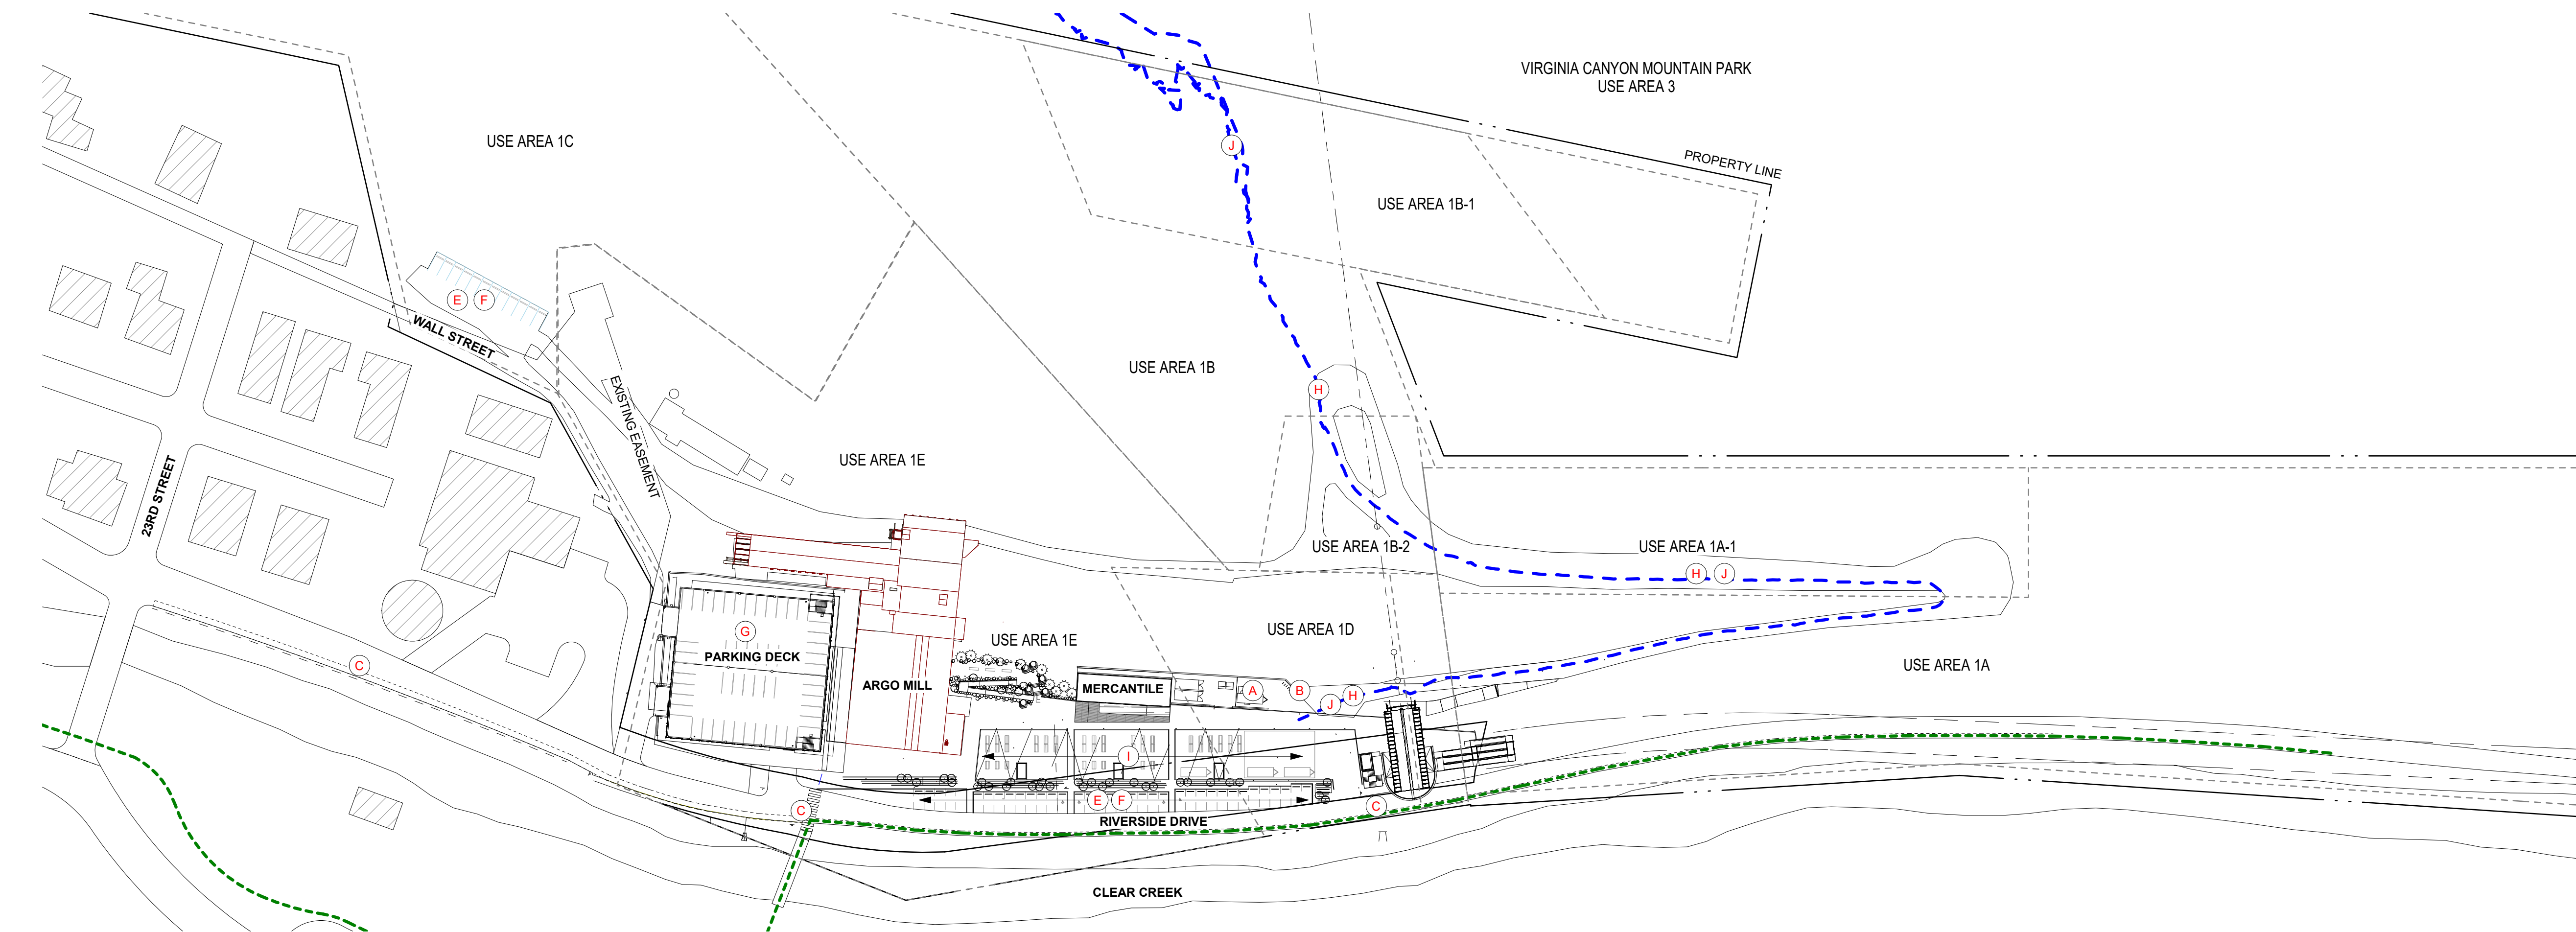 VIRGINIA CANYON MOUNTAIN PARK
USE AREA 3
USE AREA 1C
J
PROPERTY LINE
USE AREA 1B-1
E F
WALL STREET
USE AREA 1B
H
EXISTING EASEMENT
USE AREA 1E
23RD STREET
USE AREA 1B-2
USE AREA 1A-1
H J
G
PARKING DECK
USE AREA 1E
USE AREA 1D
C
USE AREA 1A
ARGO MILL
MERCANTILE
A
B
J H
I
E F
C
C
RIVERSIDE DRIVE
CLEAR CREEK